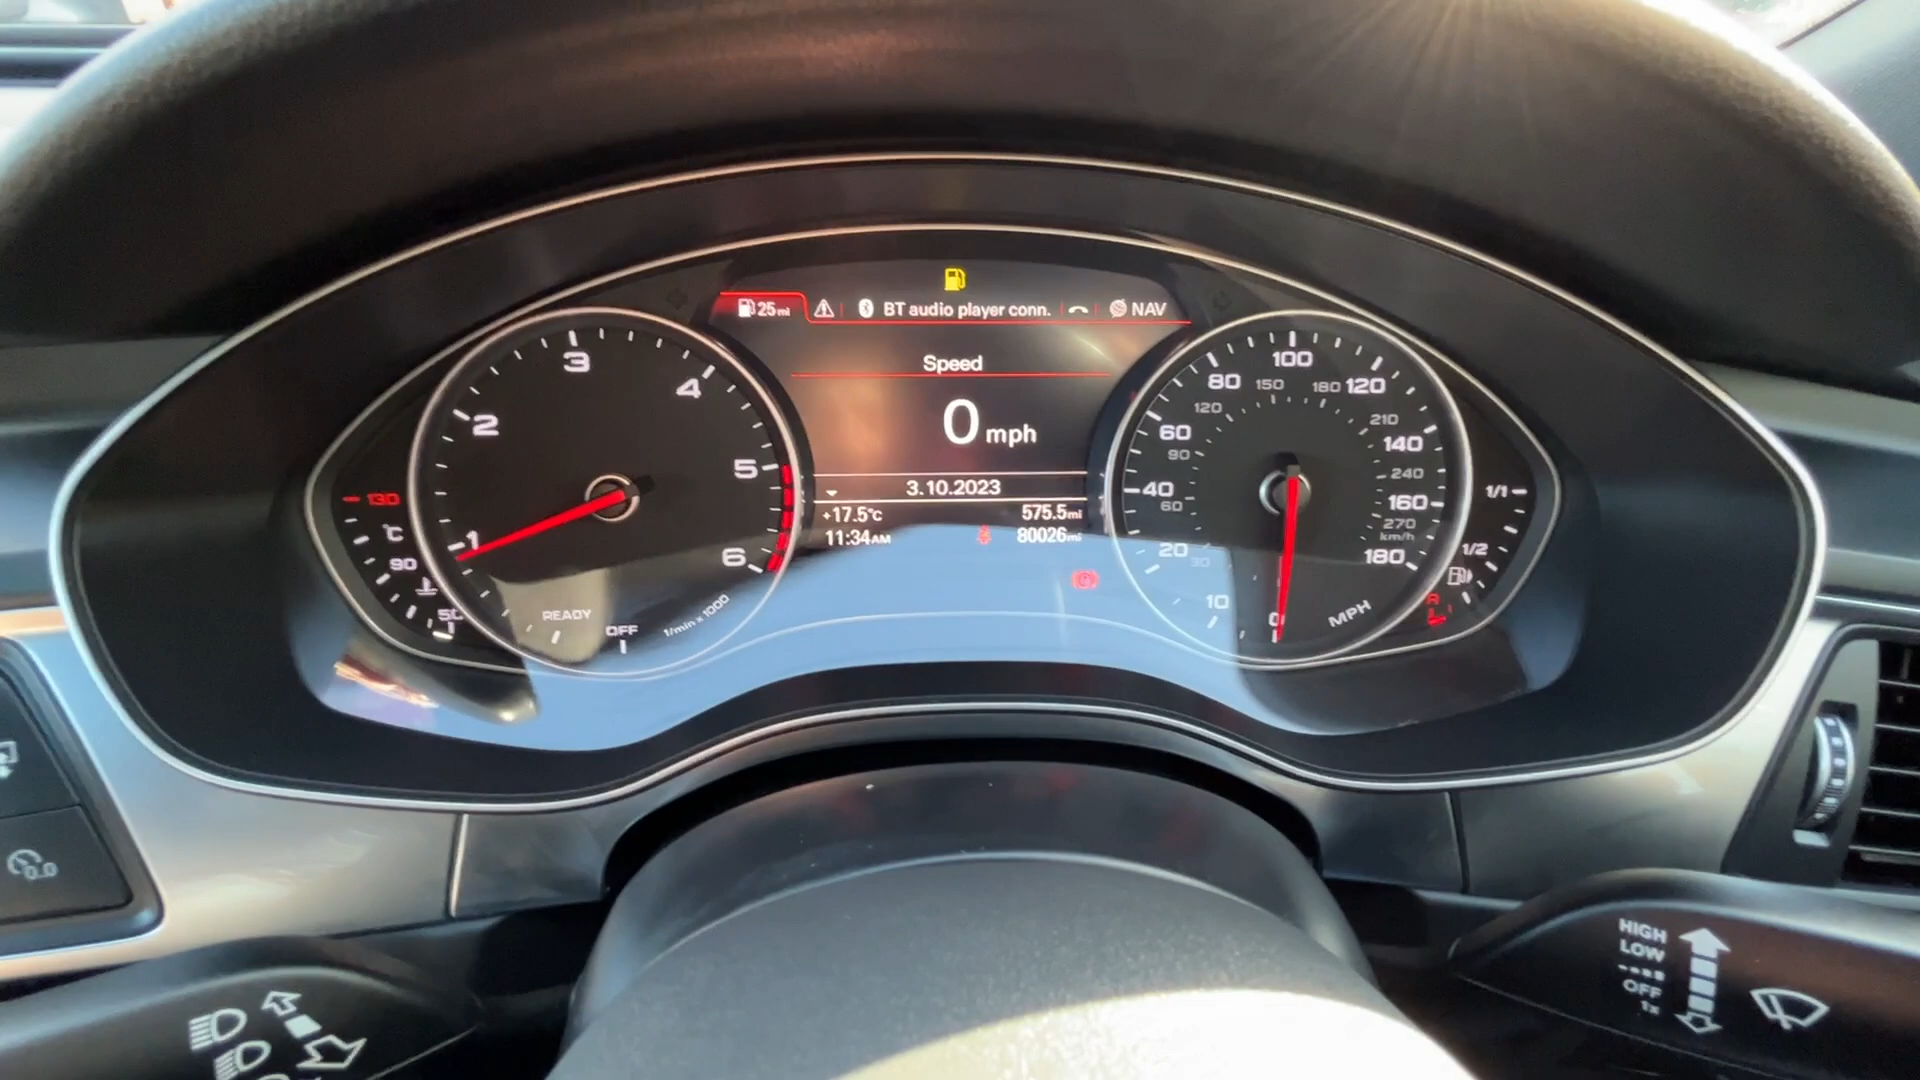 25mi
BT audio player conn.
NAV
Speed
0 mph
3.10.2023
+17.5°C
575.5mi
11:34AM
80026mi
1
2
3
4
5
6
READY
OFF
1/min x 1000
130
°C
90
50
0
10
20
40
60
80
100
120
140
160
180
MPH
30
60
90
120
150
180
210
240
270
km/h
1/1
1/2
R
0.0
HIGH
LOW
OFF
1x